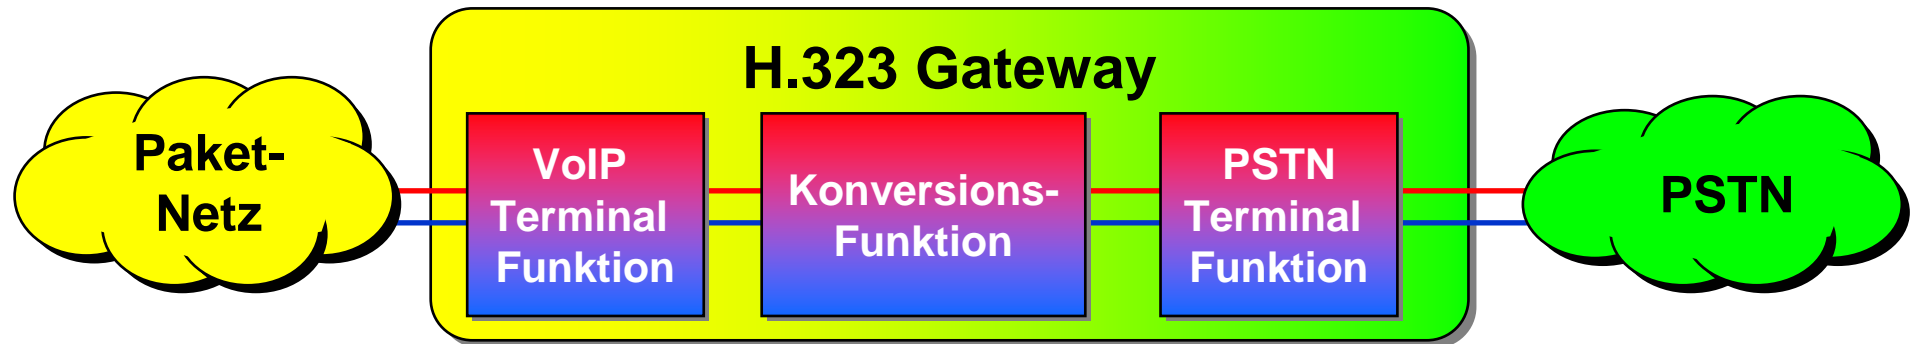 H.323 Gateway
Paket-
Netz
VoIP
Terminal
Funktion
Konversions-
Funktion
PSTN
Terminal
Funktion
PSTN